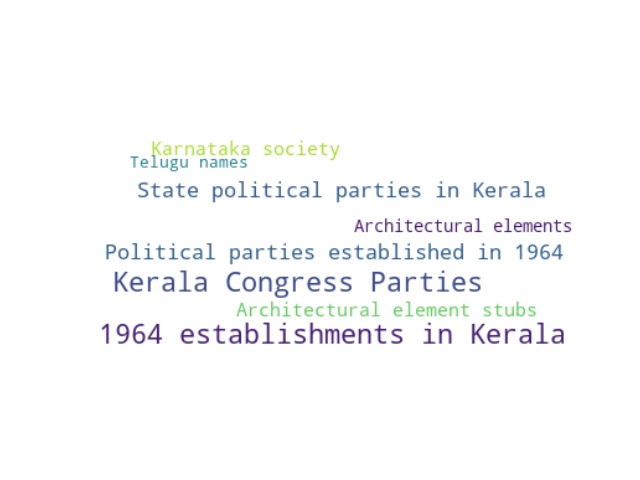 Karnataka society
Telugu names
State political parties in Kerala
Architectural elements
Political parties established in 1964
Kerala Congress Parties
Architectural element stubs
1964 establishments in Kerala